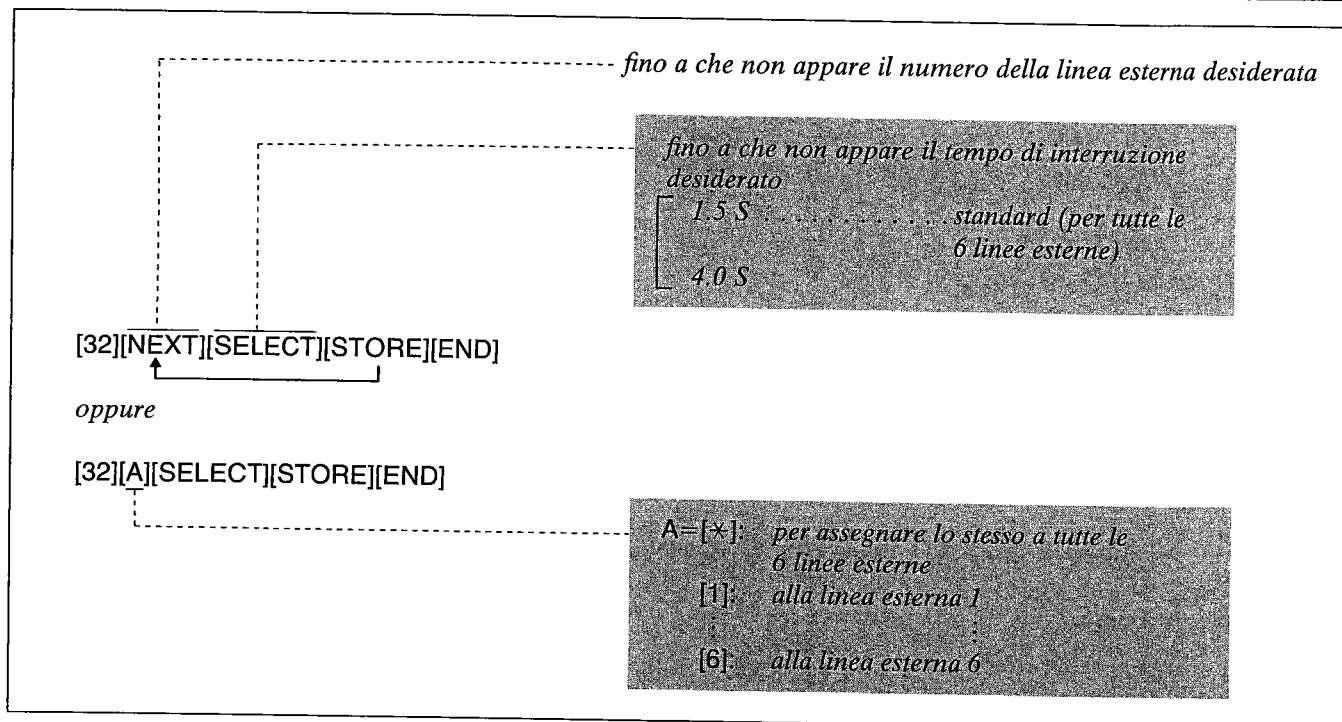 fino a che non appare il numero della linea esterna desiderata
fino a che non appare il tempo di interruzione
desiderato
1.5 S . . . . . . . . . . . . standard (per tutte le
6 linee esterne)
4.0 S
[32][NEXT][SELECT][STORE][END]
oppure
[32][A][SELECT][STORE][END]
A=[*]: per assegnare lo stesso a tutte le
6 linee esterne
[1]: alla linea esterna 1
[6]: alla linea esterna 6